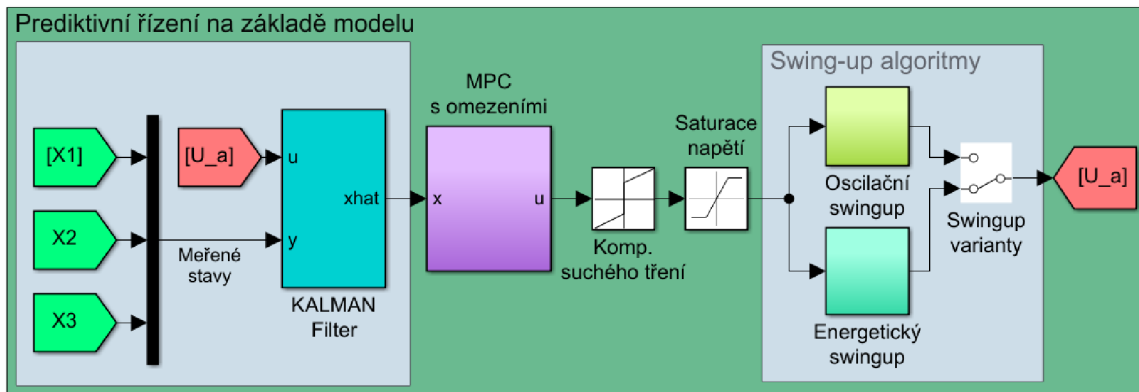 Prediktivní řízení na základě modelu
Swing-up algoritmy
MPC
s omezeními
Saturace
napětí
[X1]
[U_a]
u
xhat
x
u
[U_a]
Oscilační
swingup
Swingup
varianty
X2
y
Měřené
stavy
Komp.
suchého tření
X3
KALMAN
Filter
Energetický
swingup